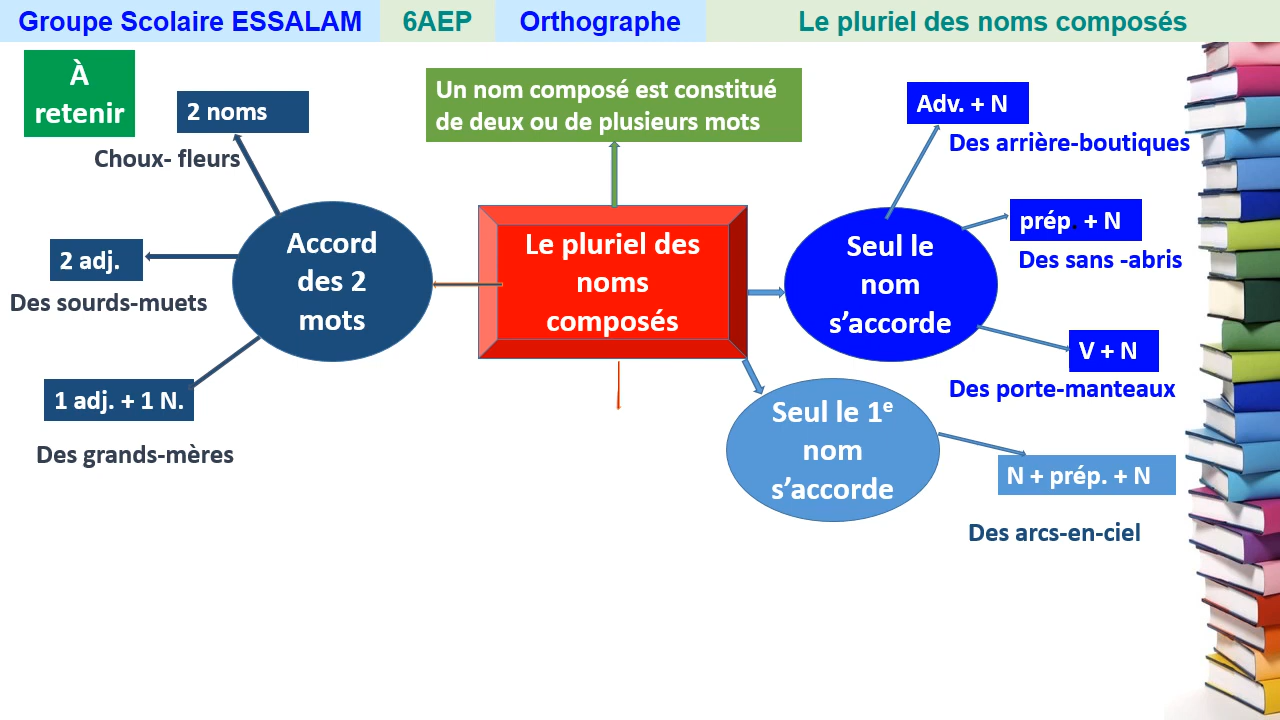 Groupe Scolaire ESSALAM 6AEP Orthographe Le pluriel des noms composés
À
retenir
2 noms
Choux- fleurs
2 adj.
Des sourds-muets
1 adj. + 1 N.
Des grands-mères
Accord
des 2
mots
Un nom composé est constitué
de deux ou de plusieurs mots
Le pluriel des
noms
composés
Seul le
nom
s’accorde
Adv. + N
Des arrière-boutiques
prép. + N
Des sans -abris
V + N
Des porte-manteaux
Seul le 1e
nom
s’accorde
N + prép. + N
Des arcs-en-ciel